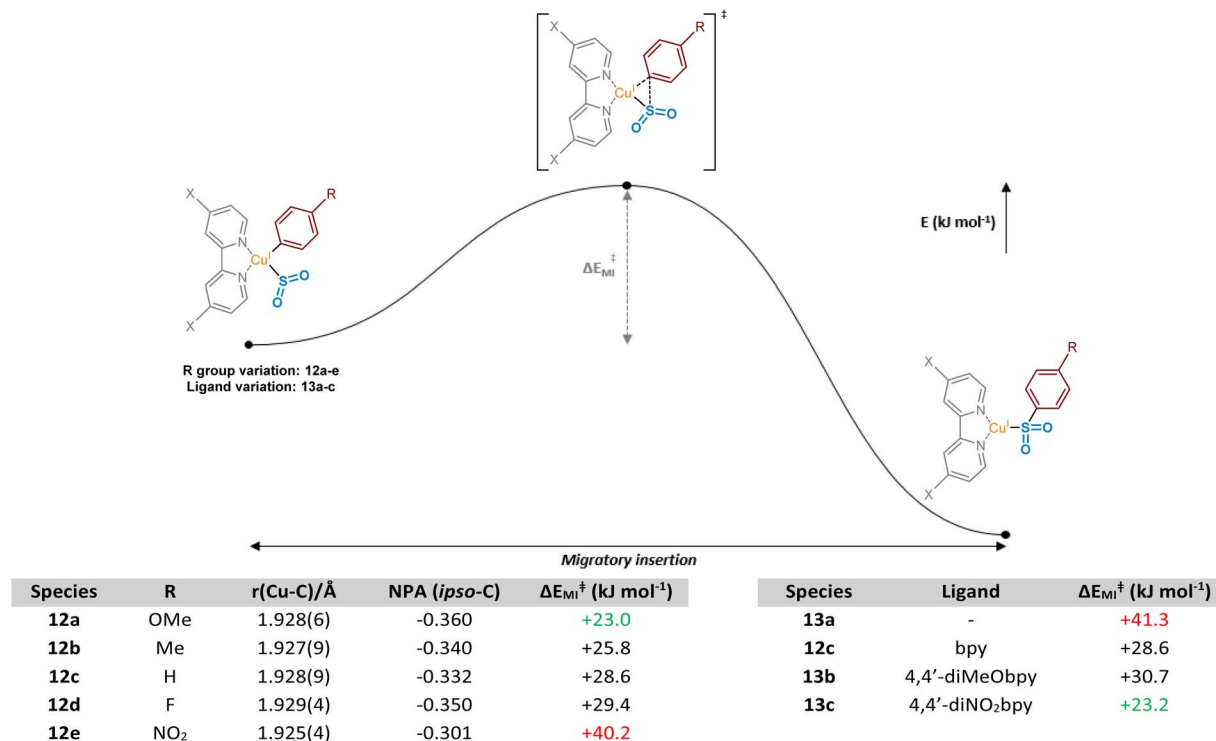 ‡
X
R
N
Cu^I
N
S
O
O
X
X
R
N
Cu^I
N
S
O
O
X
R group variation: 12a-e
Ligand variation: 13a-c
ΔE_MI^‡
E (kJ mol⁻¹)
X
R
N
Cu^I
N
S
O
O
X
Migratory insertion
Species R r(Cu-C)/Å NPA (ipso-C) ΔE_MI^‡ (kJ mol⁻¹)
12a OMe 1.928(6) -0.360 +23.0
12b Me 1.927(9) -0.340 +25.8
12c H 1.928(9) -0.332 +28.6
12d F 1.929(4) -0.350 +29.4
12e NO₂ 1.925(4) -0.301 +40.2
Species Ligand ΔE_MI^‡ (kJ mol⁻¹)
13a - +41.3
12c bpy +28.6
13b 4,4'-diMeObpy +30.7
13c 4,4'-diNO₂bpy +23.2